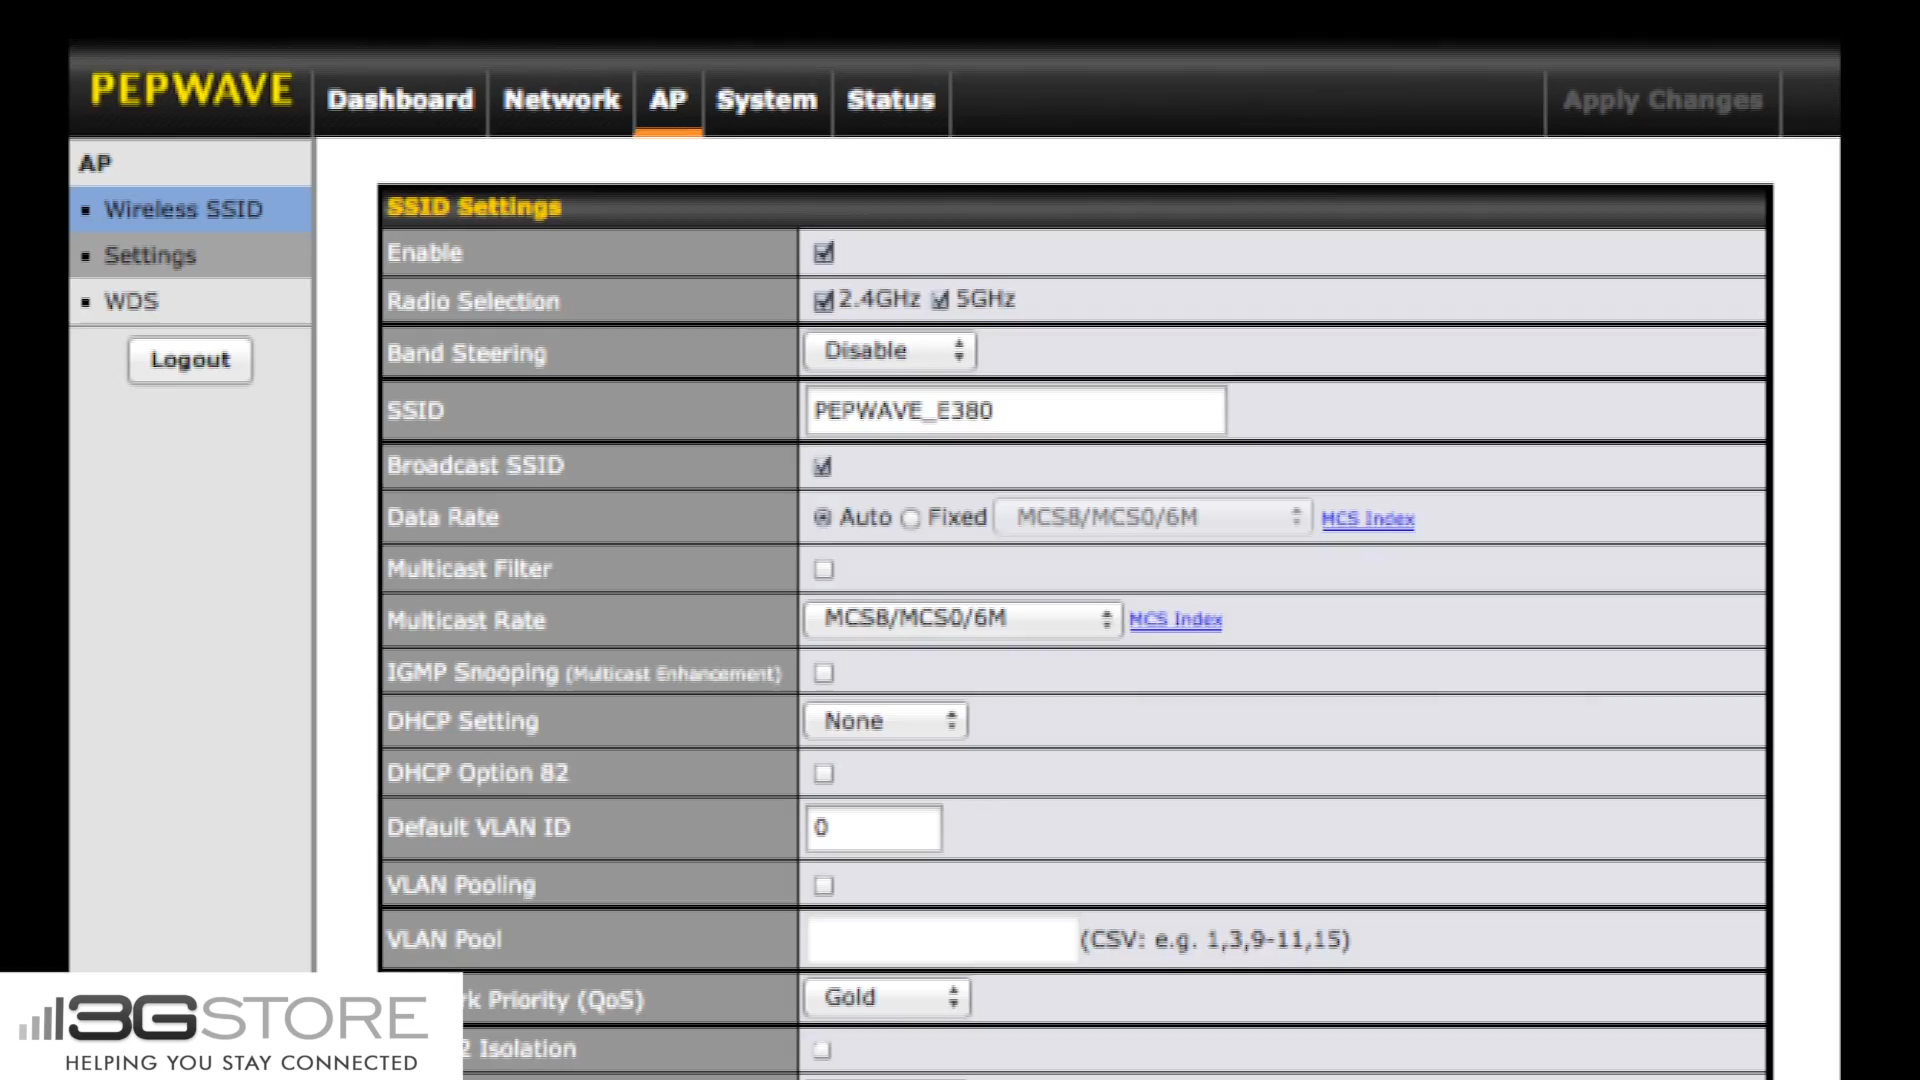 PEPWAVE Dashboard Network AP System Status Apply Changes
AP
Wireless SSID
Settings
WDS
Logout
SSID Settings
Enable
Radio Selection 2.4GHz 5GHz
Band Steering Disable
SSID PEPWAVE_E380
Broadcast SSID
Data Rate Auto Fixed MCS8/MCS0/6M MCS Index
Multicast Filter
Multicast Rate MCS8/MCS0/6M MCS Index
IGMP Snooping (Multicast Enhancement)
DHCP Setting None
DHCP Option 82
Default VLAN ID 0
VLAN Pooling
VLAN Pool (CSV: e.g. 1,3,9-11,15)
rk Priority (QoS) Gold
2 Isolation
3GSTORE
HELPING YOU STAY CONNECTED